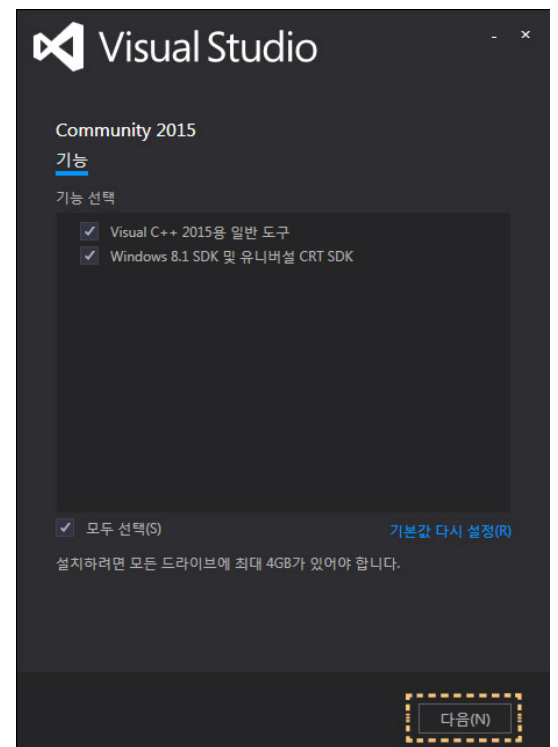 Visual Studio
Community 2015
기능
기능 선택
Visual C++ 2015용 일반 도구
Windows 8.1 SDK 및 유니버설 CRT SDK
모두 선택(S)
기본값 다시 설정(R)
설치하려면 모든 드라이브에 최대 4GB가 있어야 합니다.
다음(N)